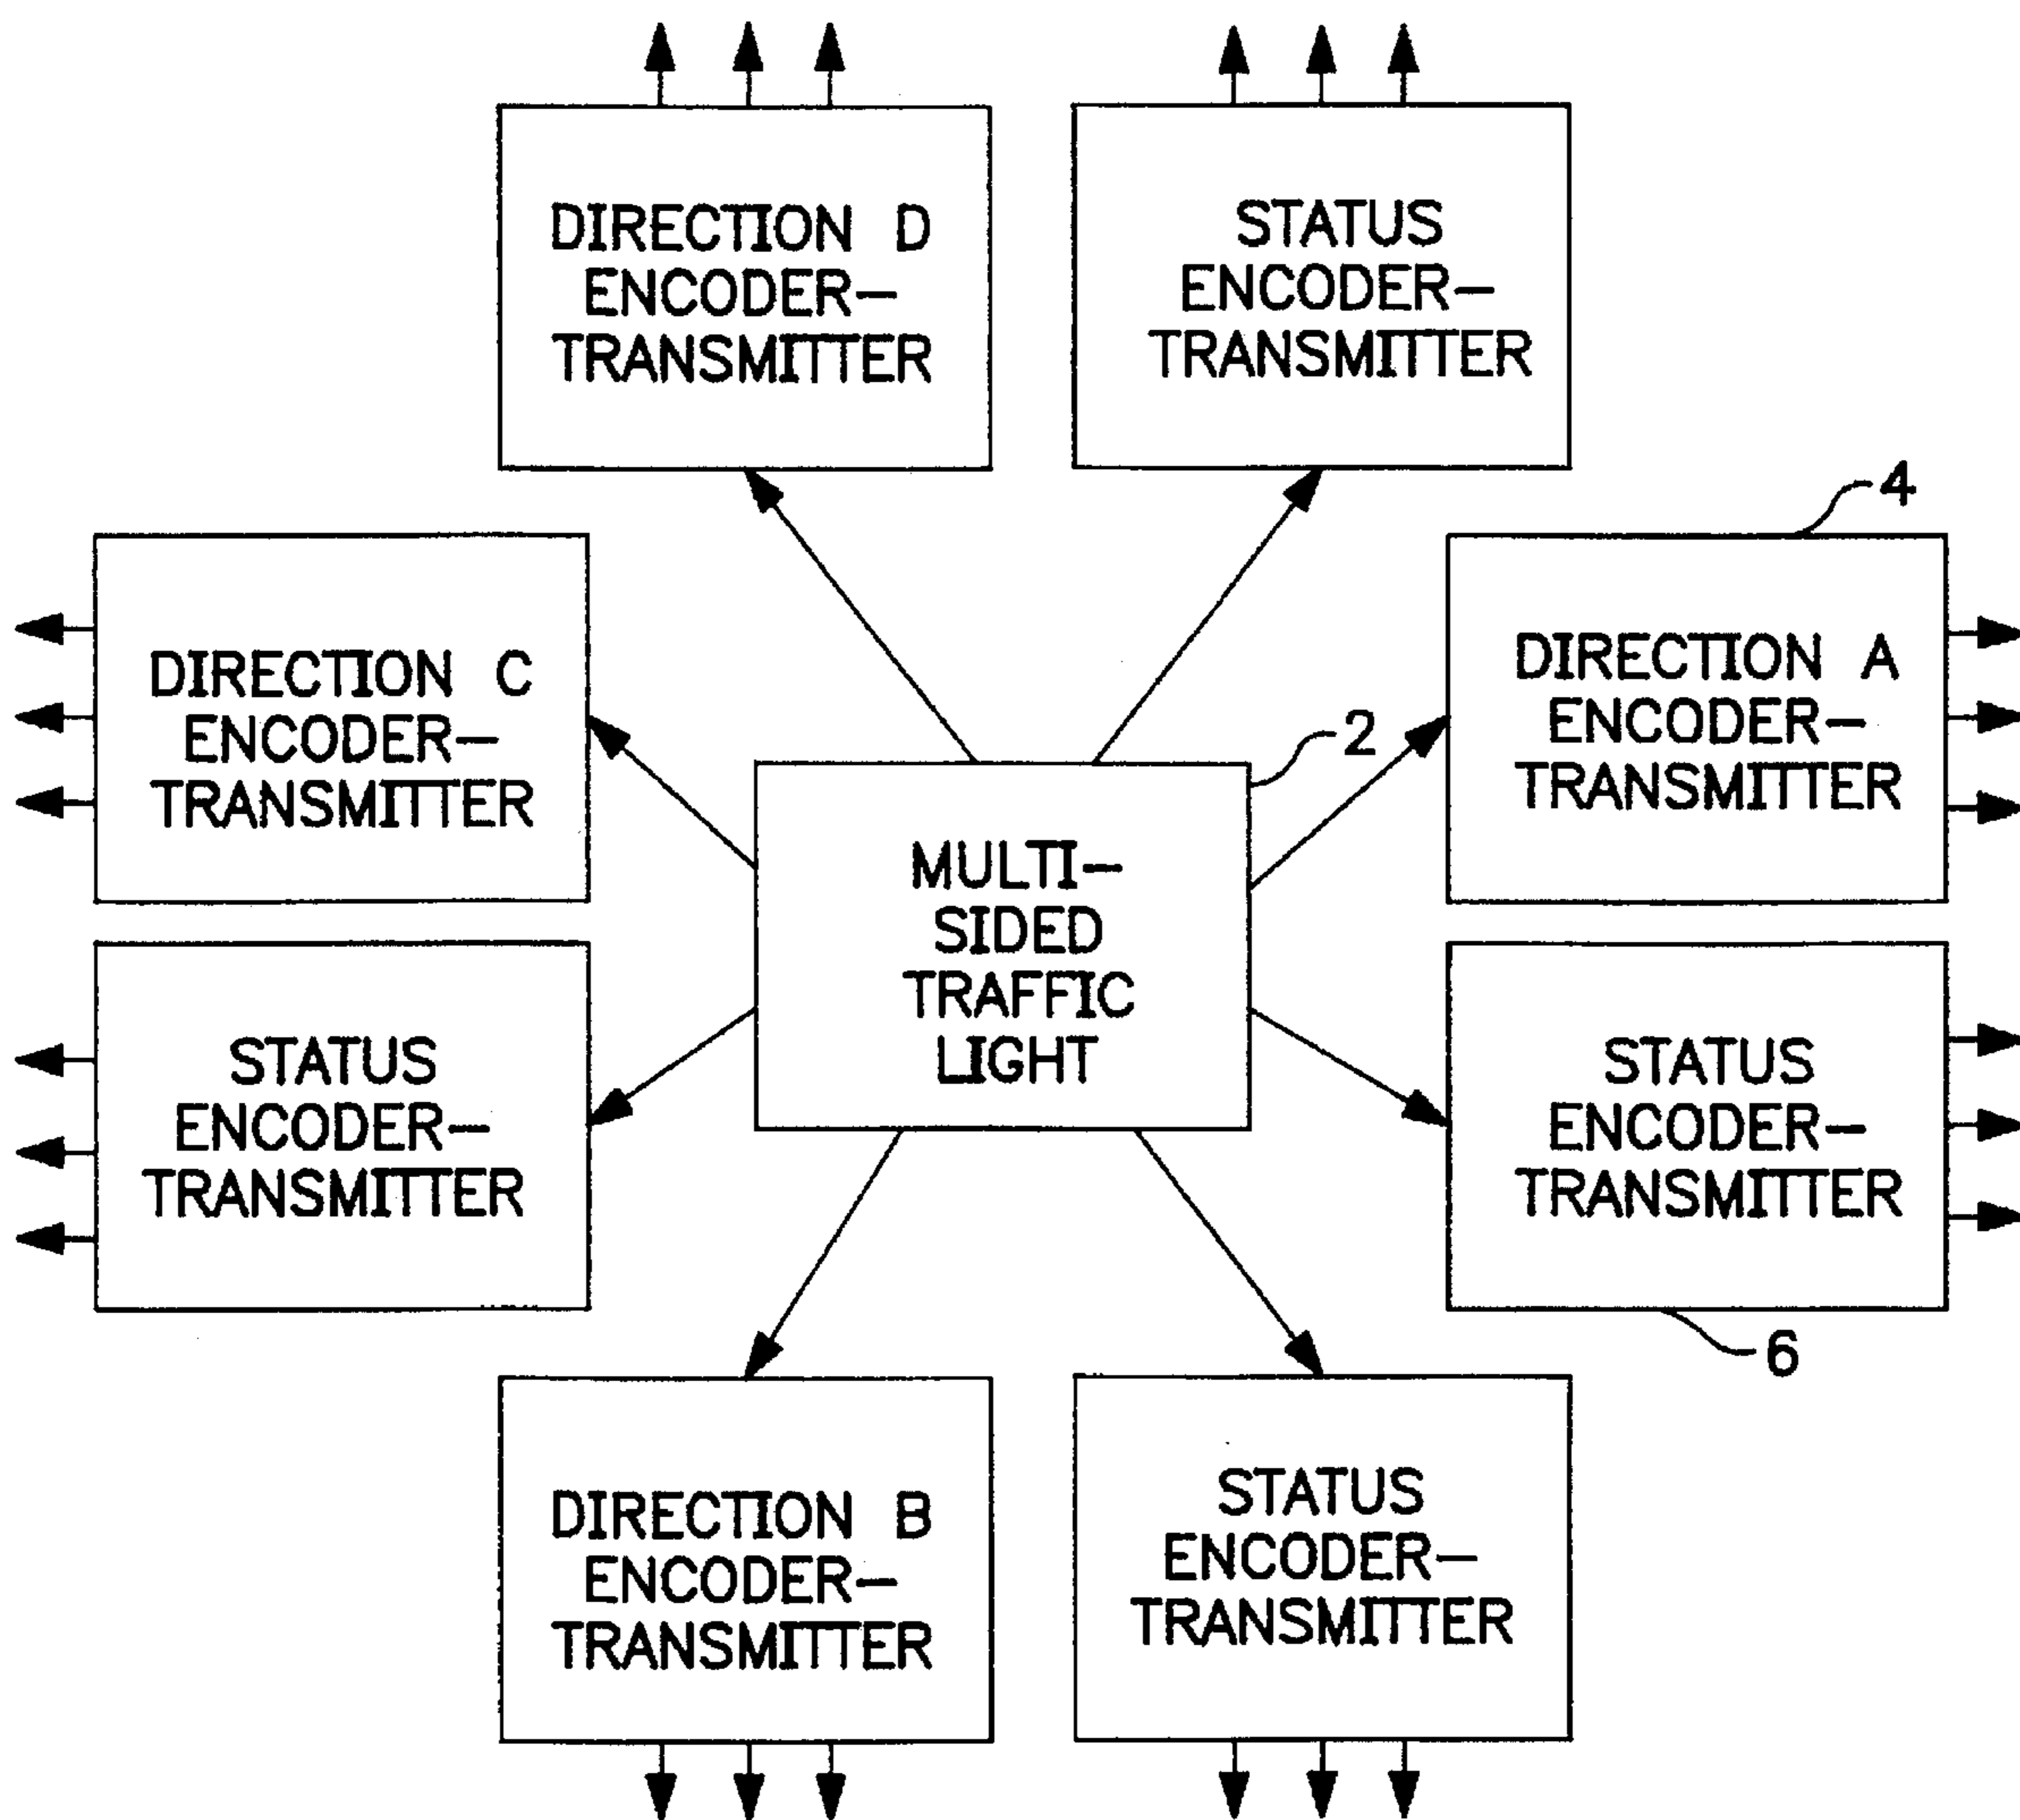 DIRECTION D
ENCODER—
TRANSMITTER
STATUS
ENCODER—
TRANSMITTER
4
DIRECTION C
ENCODER—
TRANSMITTER
DIRECTION A
ENCODER—
TRANSMITTER
2
MULTI—
SIDED
TRAFFIC
LIGHT
STATUS
ENCODER—
TRANSMITTER
STATUS
ENCODER—
TRANSMITTER
6
DIRECTION B
ENCODER—
TRANSMITTER
STATUS
ENCODER—
TRANSMITTER